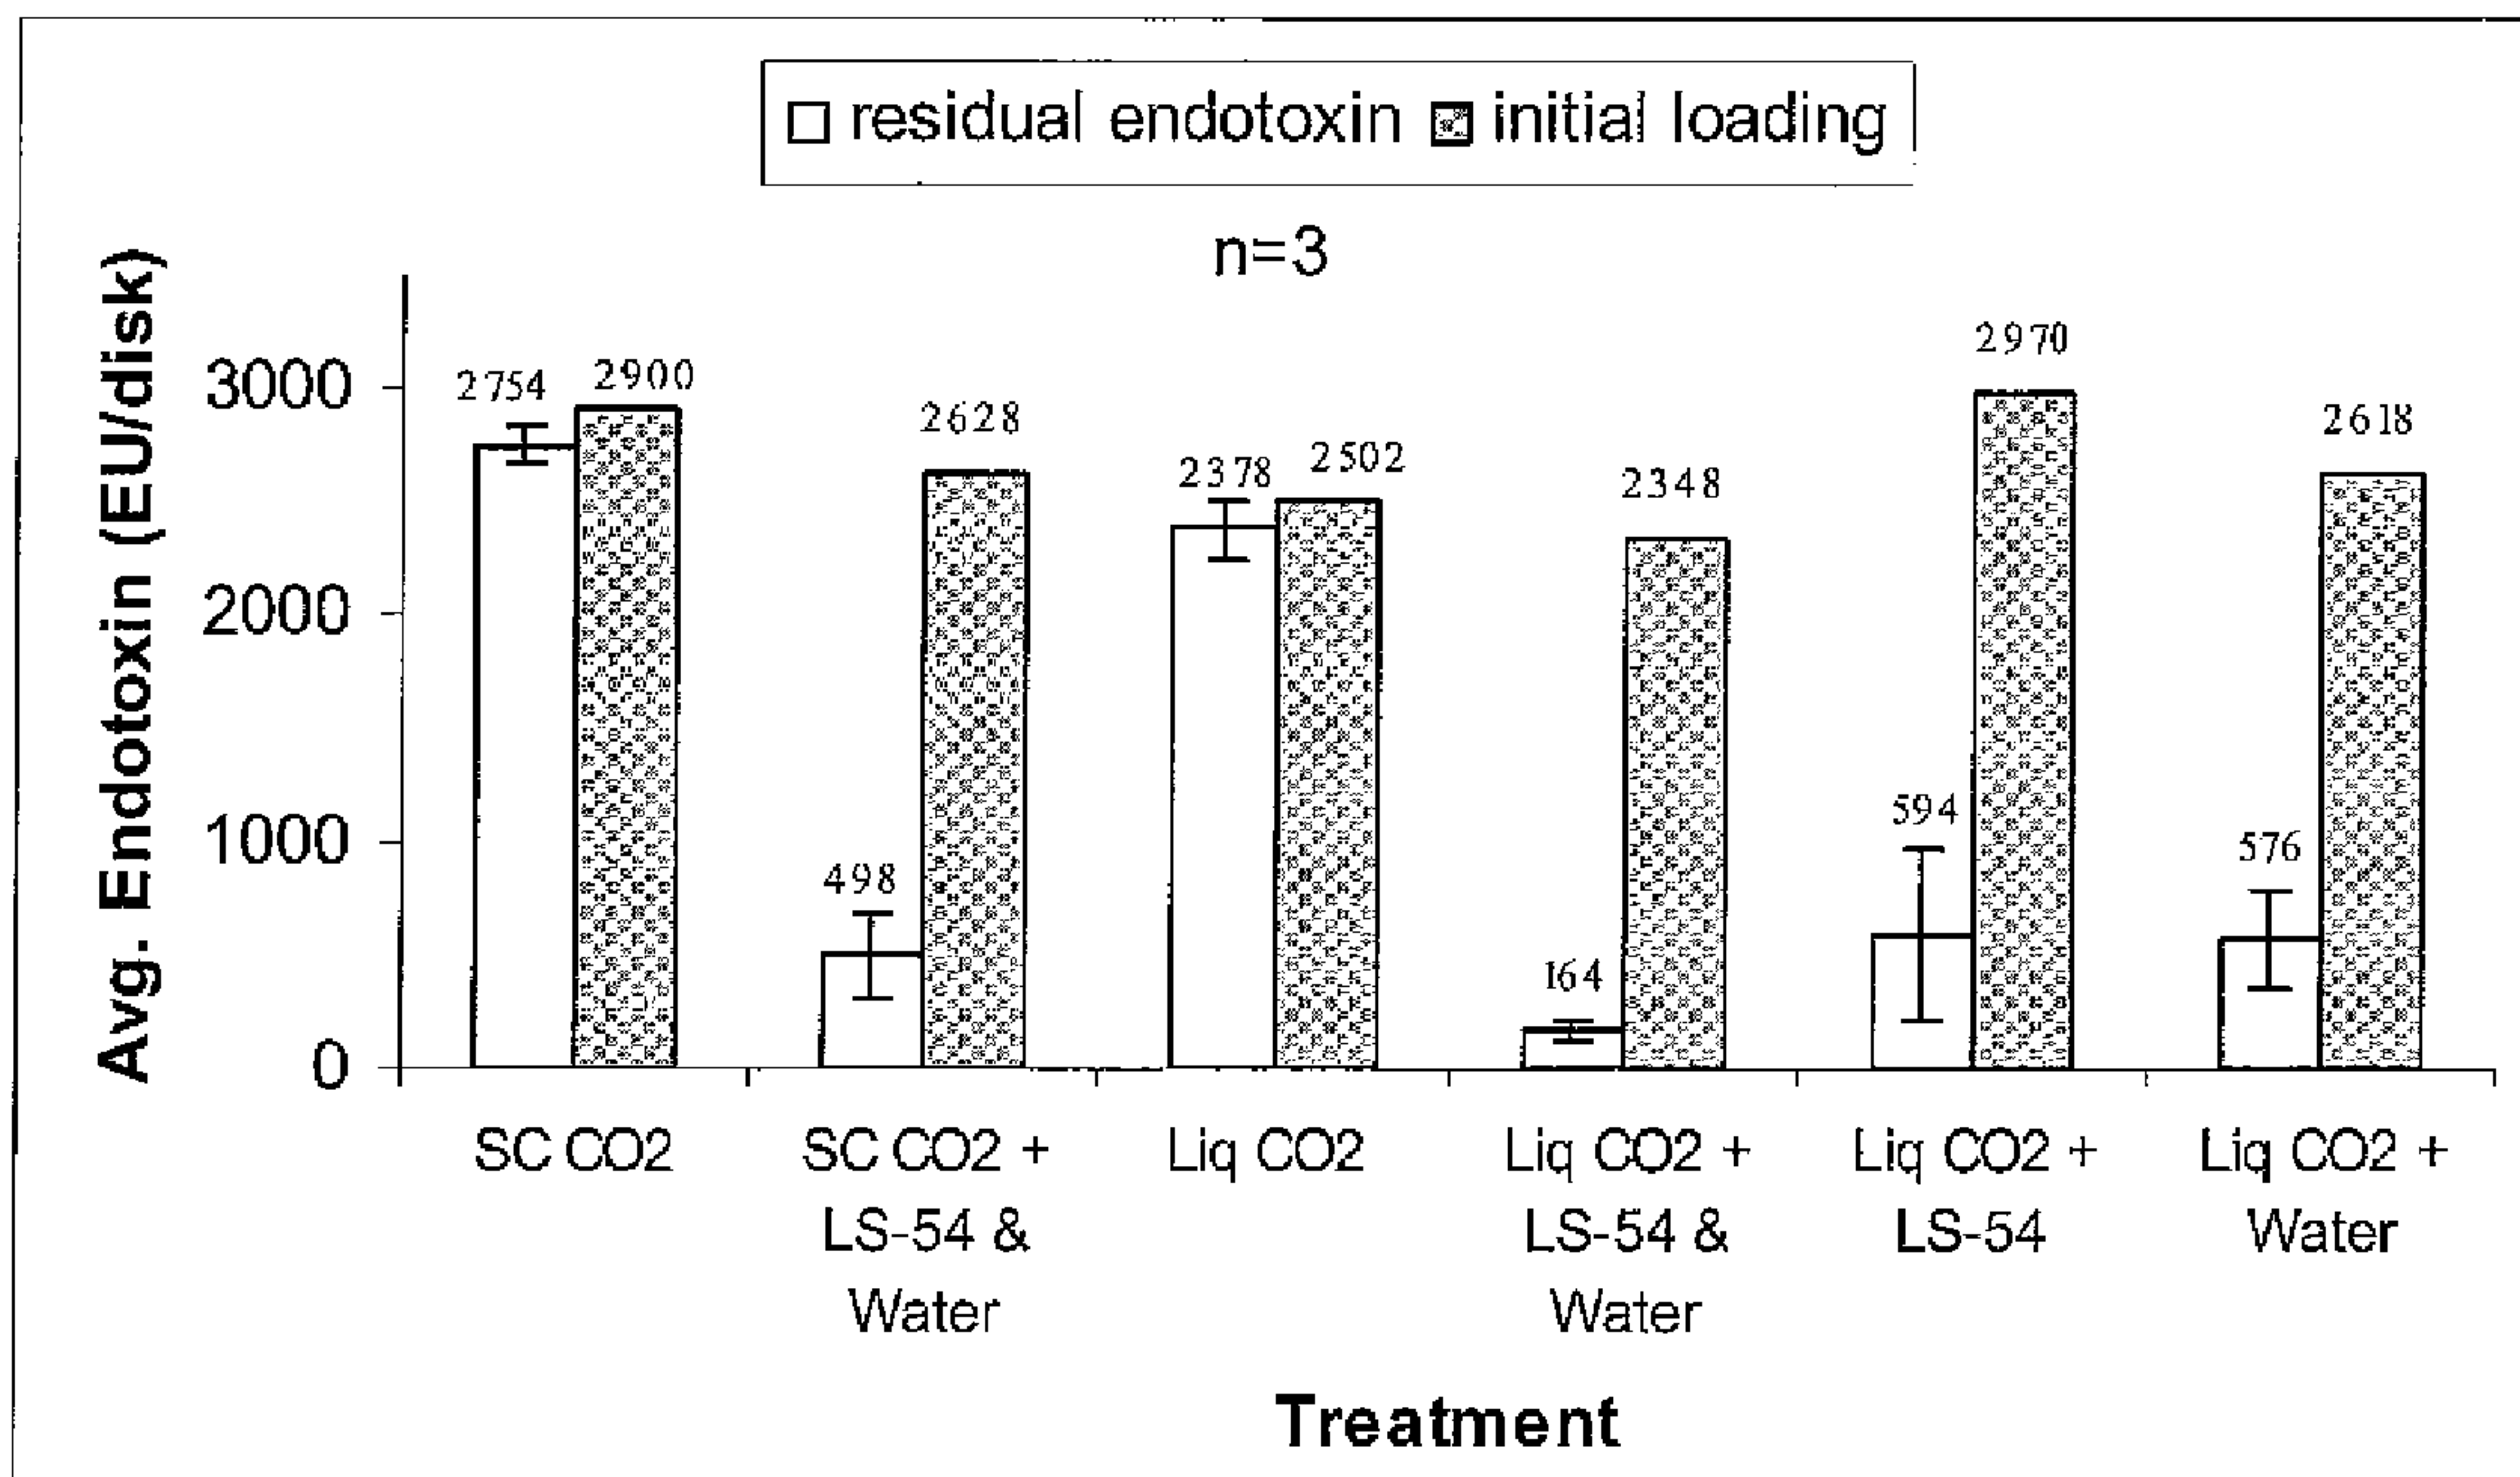 residual endotoxin initial loading
n=3
Avg. Endotoxin (EU/disk)
3000
2000
1000
0
2754
2900
498
2628
2378
2502
164
2348
594
2970
576
2618
SC CO2
SC CO2 +
LS-54 &
Water
Liq CO2
Liq CO2 +
LS-54 &
Water
Liq CO2 +
LS-54
Liq CO2 +
Water
Treatment